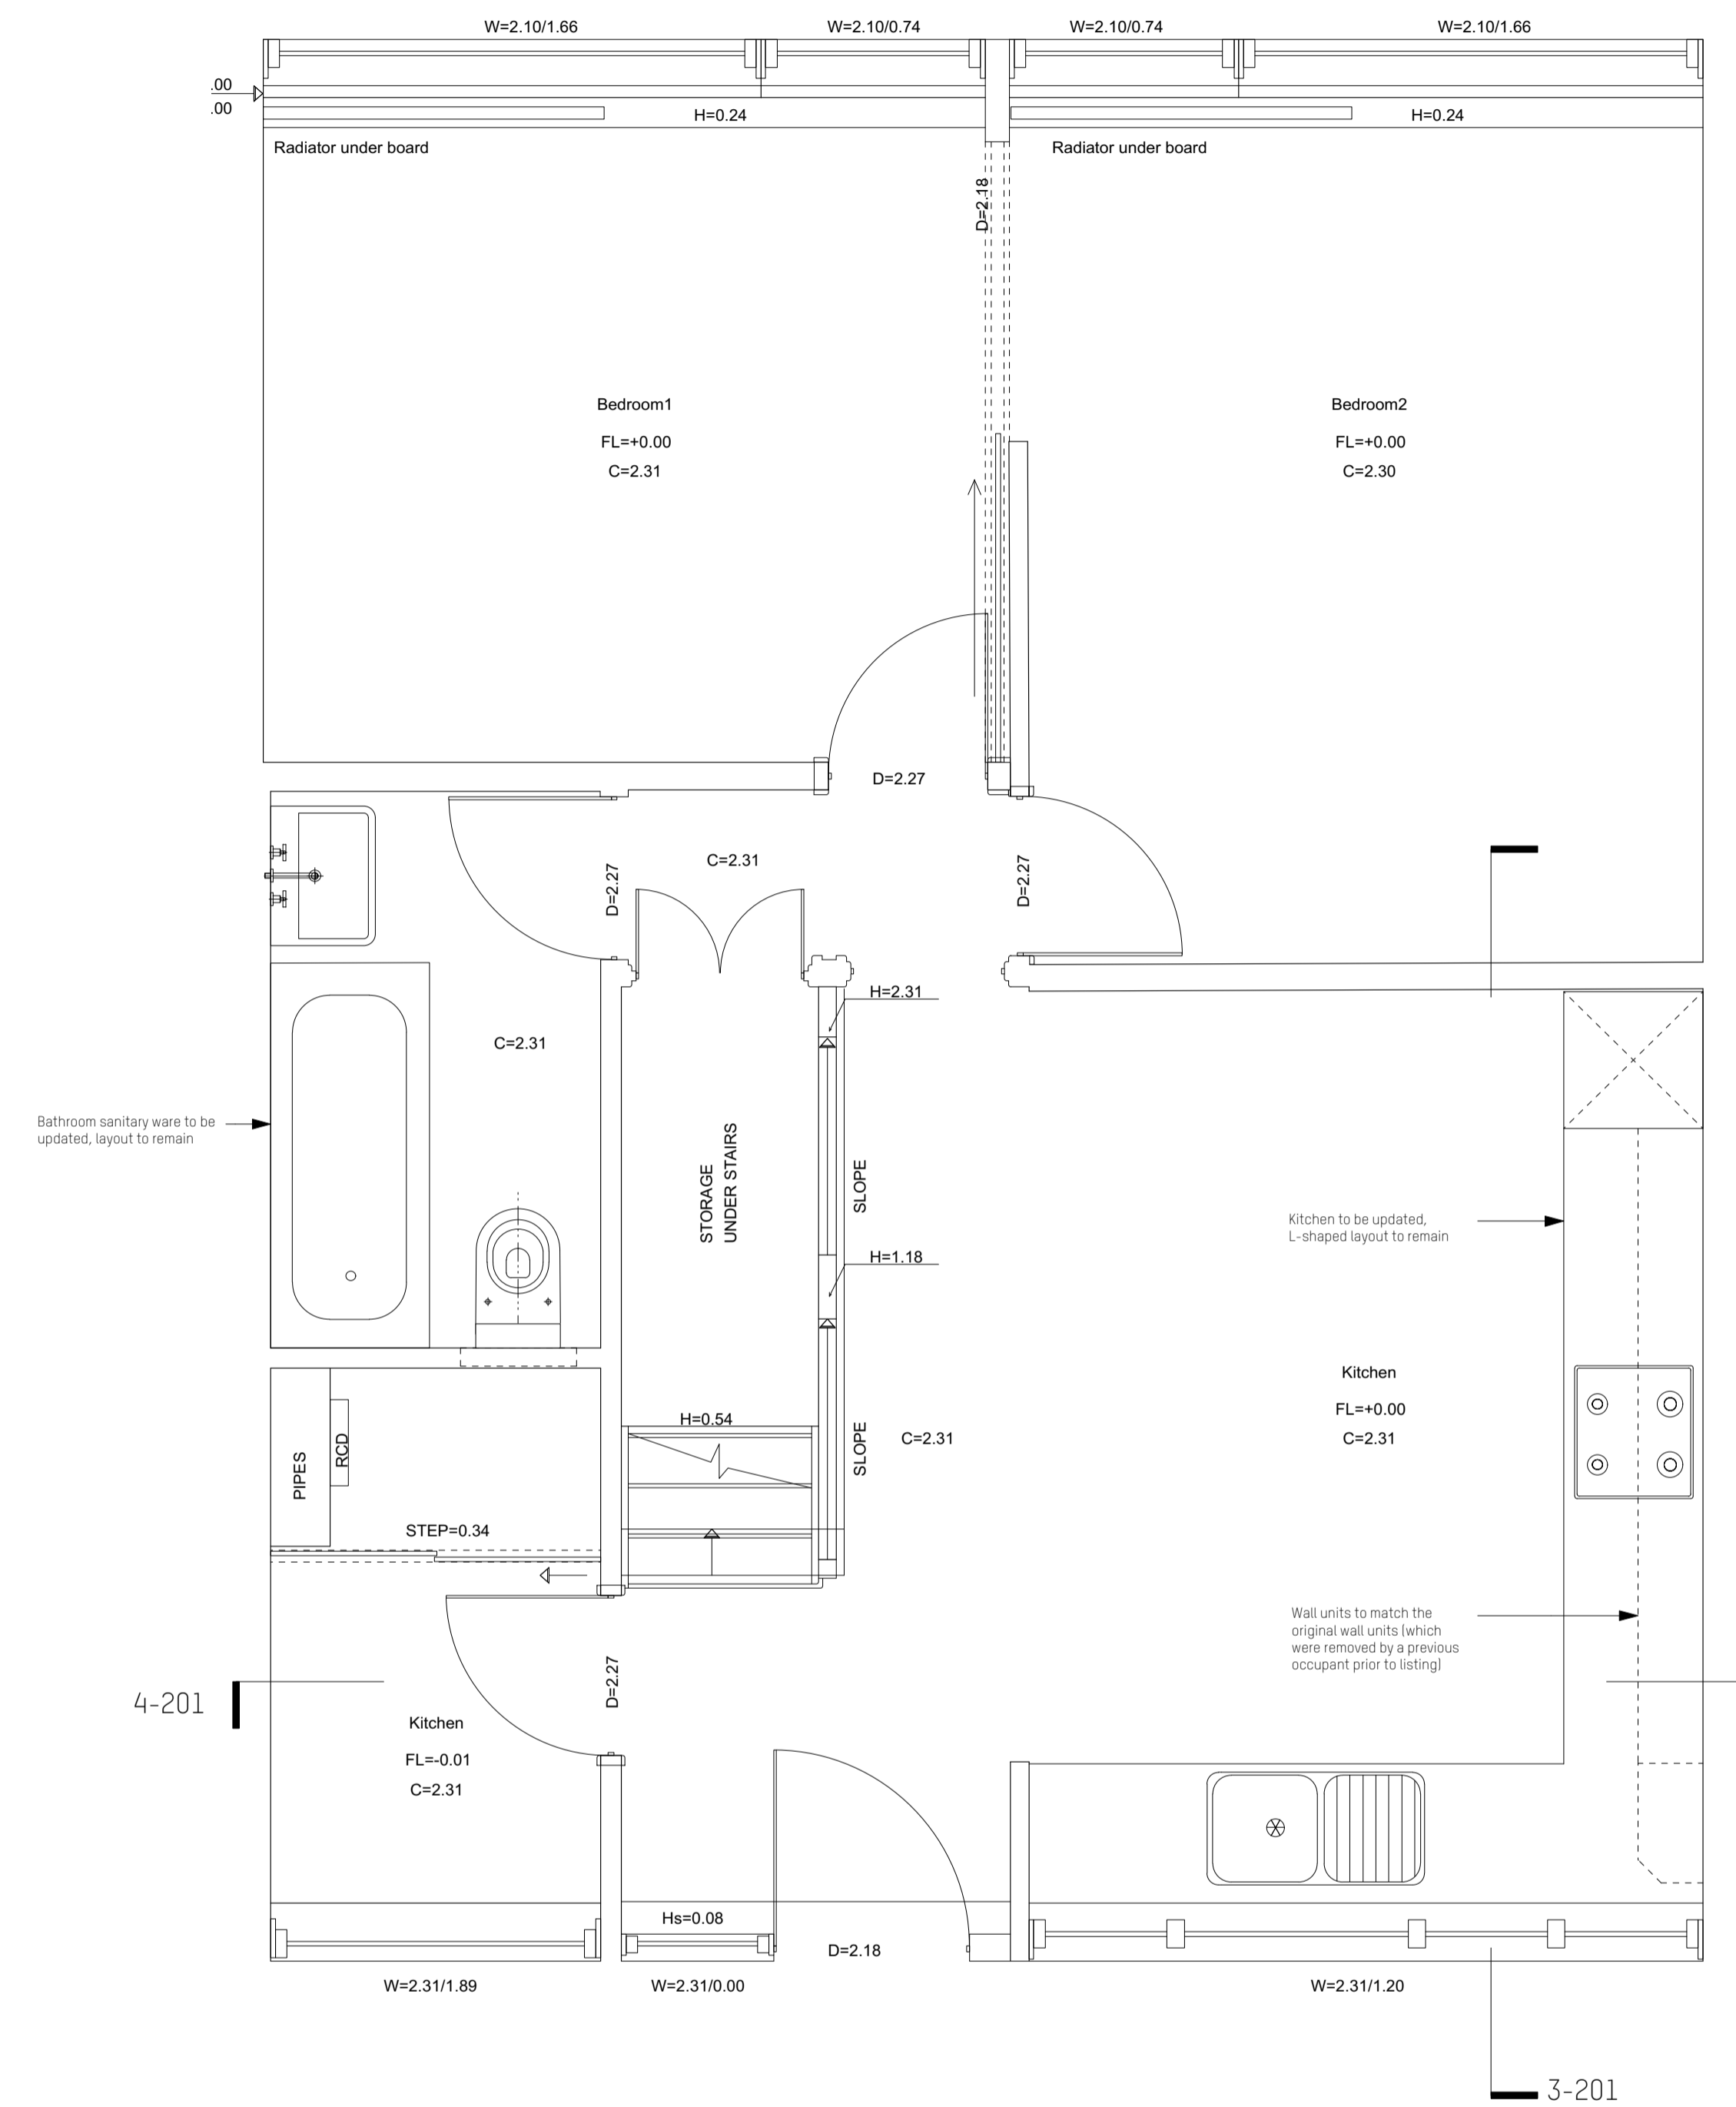 W=2.10/1.66
W=2.10/0.74
W=2.10/0.74
W=2.10/1.66
.00
.00
H=0.24
H=0.24
Radiator under board
Radiator under board
D=2.18
Bedroom1
FL=+0.00
C=2.31
Bedroom2
FL=+0.00
C=2.30
D=2.27
C=2.31
D=2.27
D=2.27
H=2.31
C=2.31
Bathroom sanitary ware to be
updated, layout to remain
STORAGE
UNDER STAIRS
SLOPE
Kitchen to be updated,
L-shaped layout to remain
H=1.18
Kitchen
FL=+0.00
C=2.31
H=0.54
SLOPE
C=2.31
PIPES
RCD
STEP=0.34
Wall units to match the
original wall units (which
were removed by a previous
occupant prior to listing)
D=2.27
4-201
Kitchen
FL=-0.01
C=2.31
Hs=0.08
D=2.18
W=2.31/1.89
W=2.31/0.00
W=2.31/1.20
3-201